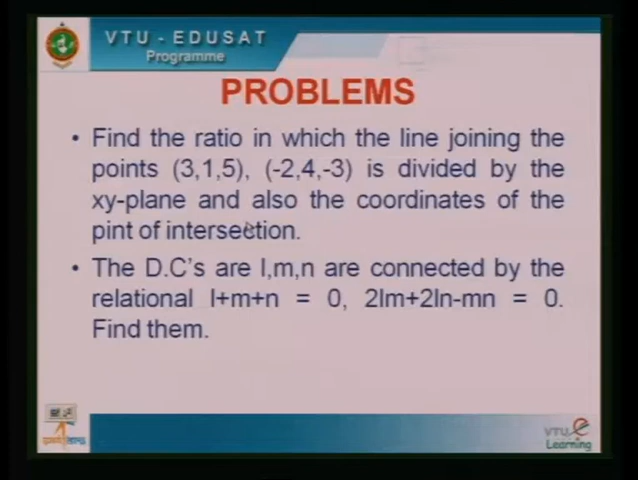 VTU - EDUSAT
Programme
PROBLEMS
• Find the ratio in which the line joining the
points (3,1,5), (-2,4,-3) is divided by the
xy-plane and also the coordinates of the
pint of intersection.
• The D.C's are l,m,n are connected by the
relational l+m+n = 0, 2lm+2ln-mn = 0.
Find them.
VTU e
Learning